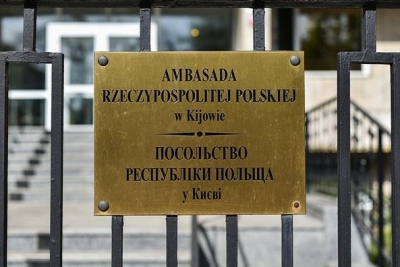 AMBASADA
RZECZYPOSPOLITEJ POLSKIEJ
w Kijowie
ПОСОЛЬСТВО
РЕСПУБЛІКИ ПОЛЬЩА
у Києві